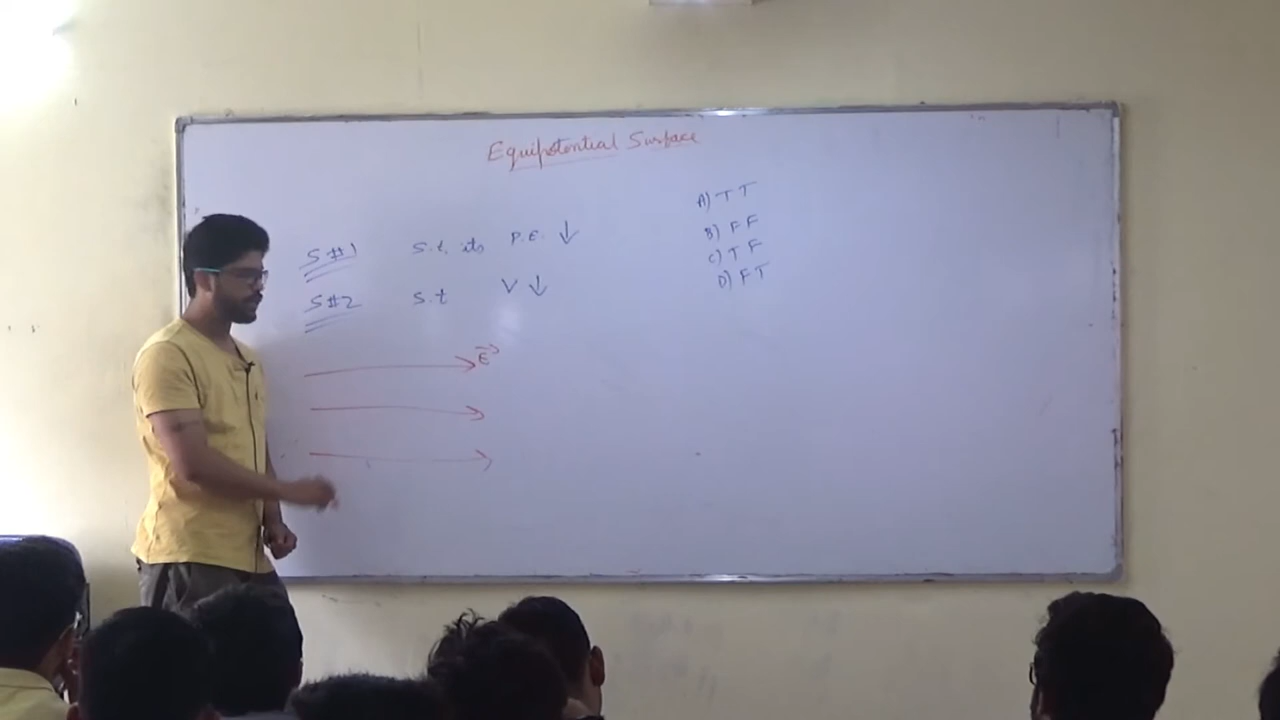 Equipotential Surface
S#1 s.t. its P.E. ↓
S#2 s.t V ↓
A) T T
B) F F
C) T F
D) F T
E